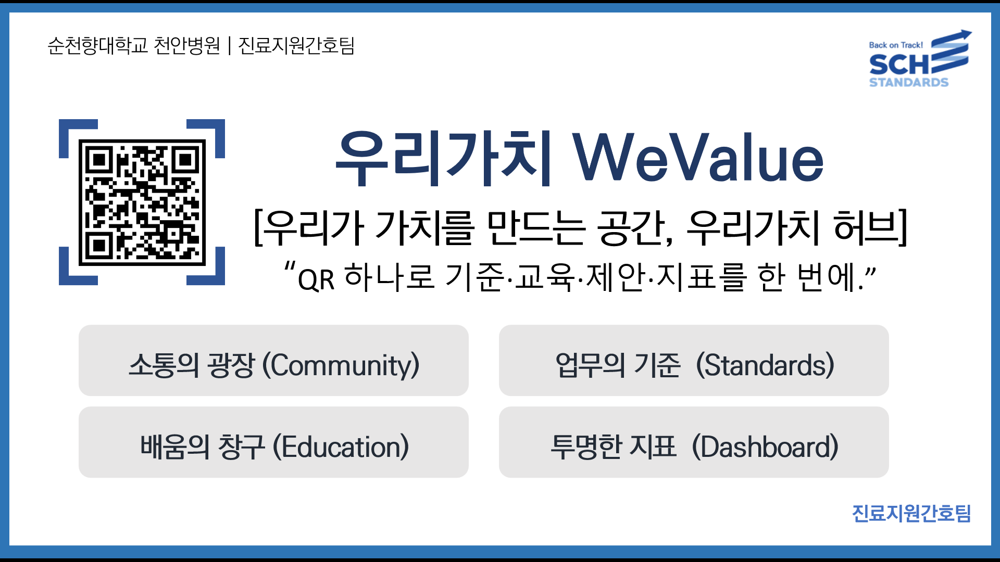 순천향대학교 천안병원 | 진료지원간호팀
Back on Track!
SCH
STANDARDS
우리가치 WeValue
[우리가 가치를 만드는 공간, 우리가치 허브]
“QR 하나로 기준·교육·제안·지표를 한 번에.”
소통의 광장 (Community)
업무의 기준 (Standards)
배움의 창구 (Education)
투명한 지표 (Dashboard)
진료지원간호팀